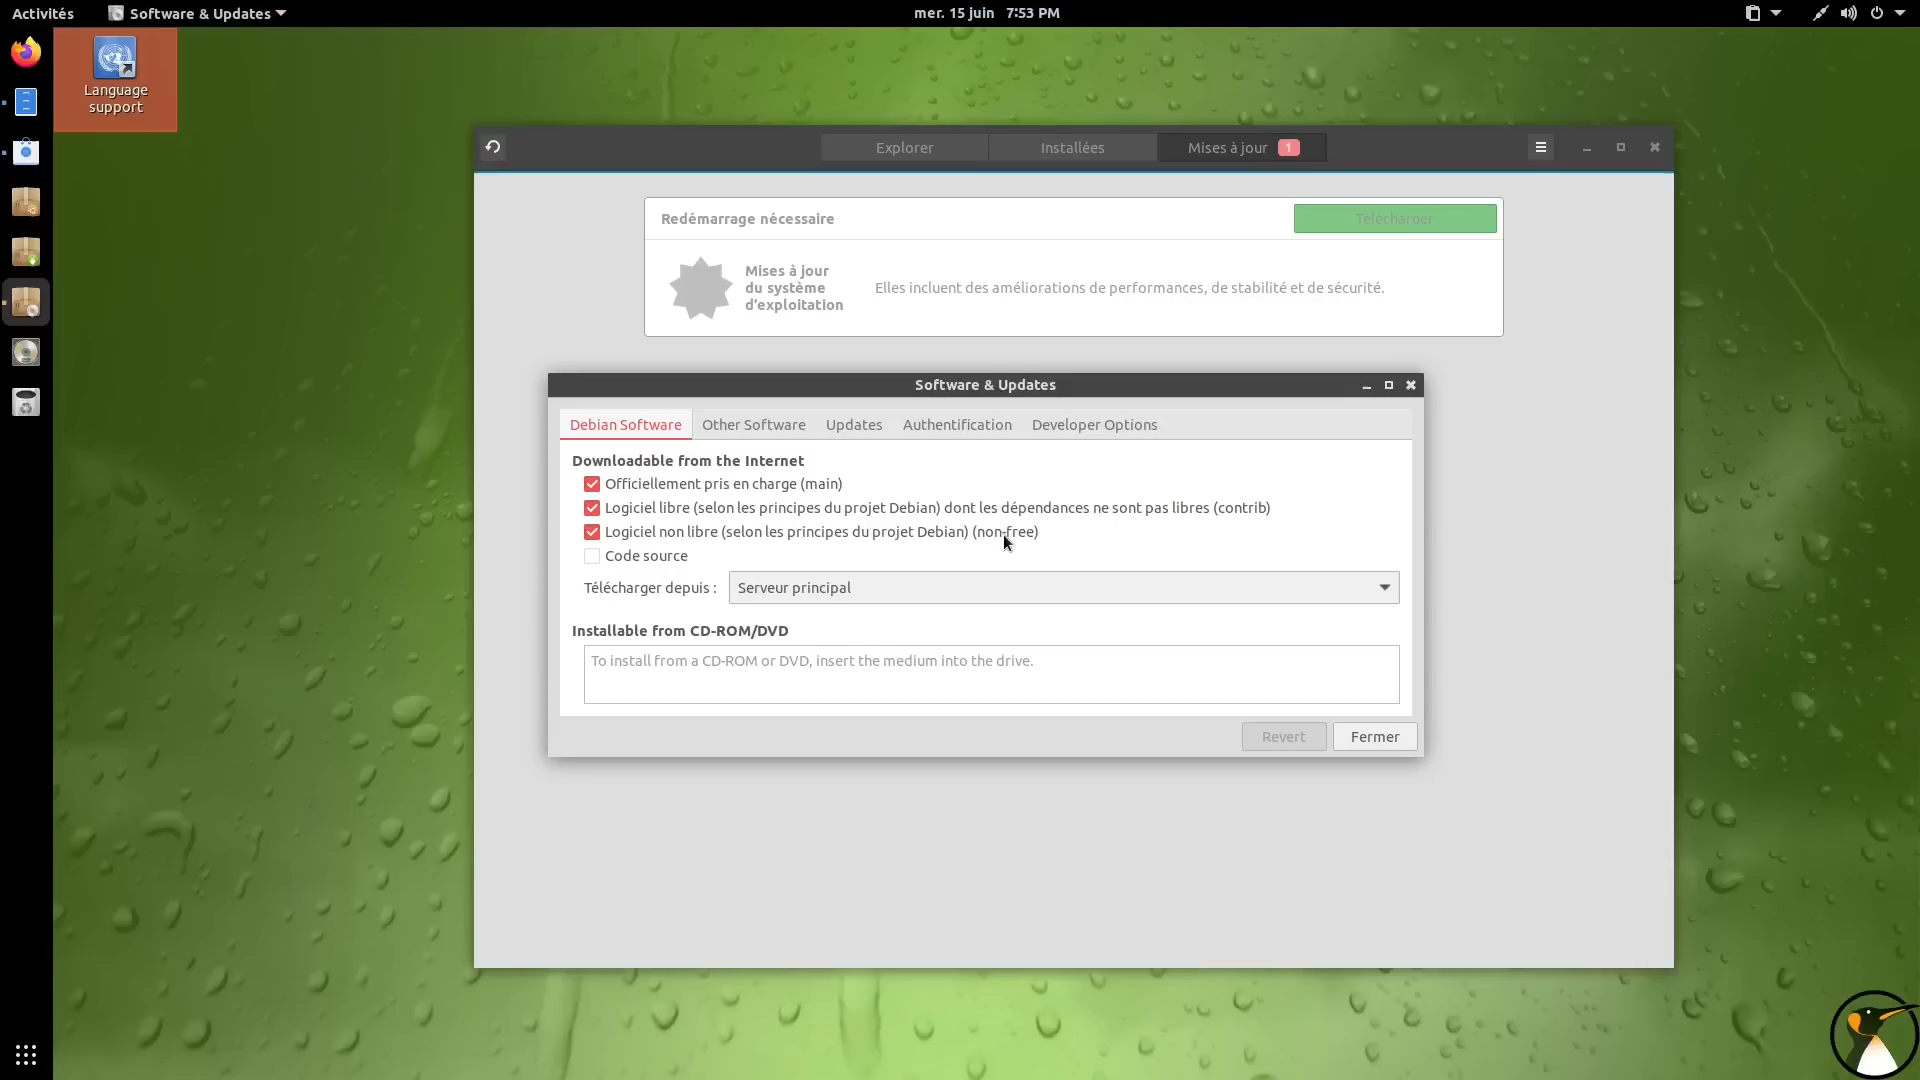 Activités
Software & Updates
mer. 15 juin 7:53 PM
Language
support
Explorer
Installées
Mises à jour 1
Redémarrage nécessaire
Télécharger
Mises à jour
du système
d’exploitation
Elles incluent des améliorations de performances, de stabilité et de sécurité.
Software & Updates
Debian Software
Other Software
Updates
Authentification
Developer Options
Downloadable from the Internet
Officiellement pris en charge (main)
Logiciel libre (selon les principes du projet Debian) dont les dépendances ne sont pas libres (contrib)
Logiciel non libre (selon les principes du projet Debian) (non-free)
Code source
Télécharger depuis :
Serveur principal
Installable from CD-ROM/DVD
To install from a CD-ROM or DVD, insert the medium into the drive.
Revert
Fermer